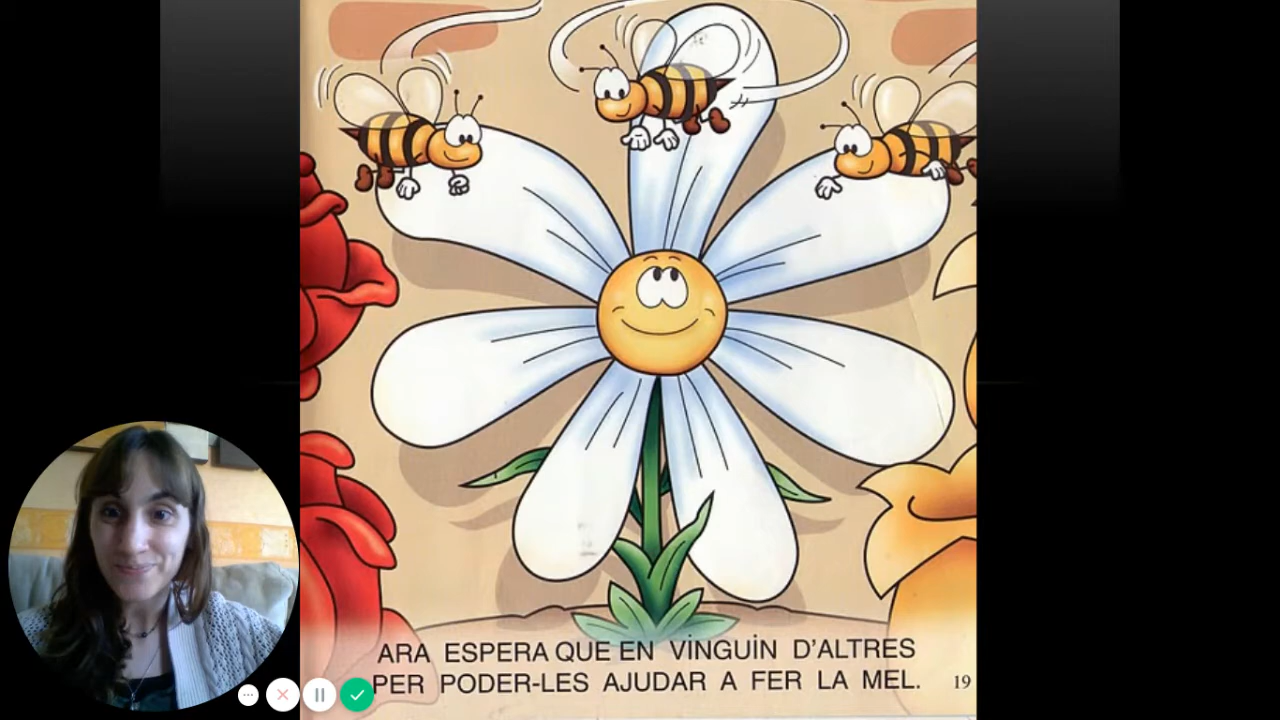 ARA ESPERA QUE EN VINGUIN D'ALTRES
PER PODER-LES AJUDAR A FER LA MEL.
19